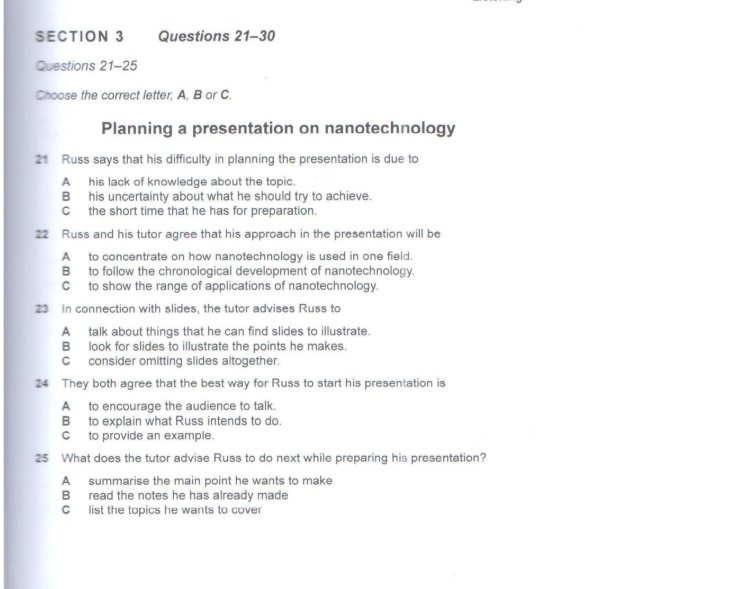 SECTION 3 Questions 21–30
Questions 21–25
Choose the correct letter, A, B or C.
Planning a presentation on nanotechnology
21 Russ says that his difficulty in planning the presentation is due to
A his lack of knowledge about the topic.
B his uncertainty about what he should try to achieve.
C the short time that he has for preparation.
22 Russ and his tutor agree that his approach in the presentation will be
A to concentrate on how nanotechnology is used in one field.
B to follow the chronological development of nanotechnology.
C to show the range of applications of nanotechnology.
23 In connection with slides, the tutor advises Russ to
A talk about things that he can find slides to illustrate.
B look for slides to illustrate the points he makes.
C consider omitting slides altogether.
24 They both agree that the best way for Russ to start his presentation is
A to encourage the audience to talk.
B to explain what Russ intends to do.
C to provide an example.
25 What does the tutor advise Russ to do next while preparing his presentation?
A summarise the main point he wants to make
B read the notes he has already made
C list the topics he wants to cover